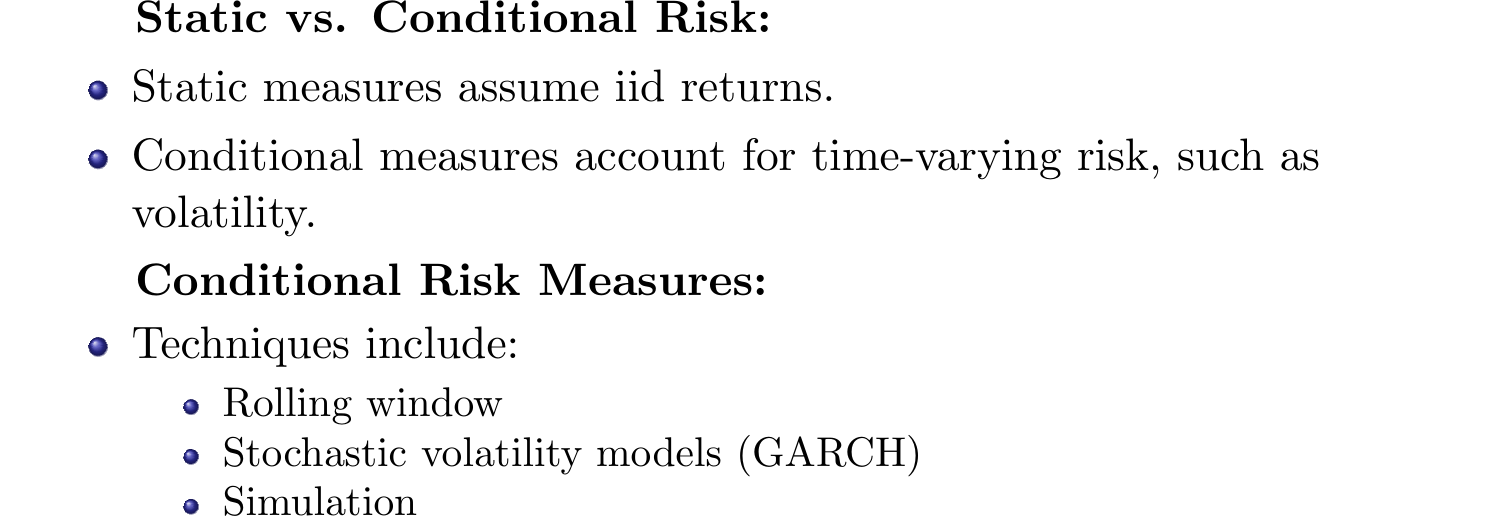 Static vs. Conditional Risk:
Static measures assume iid returns.
Conditional measures account for time-varying risk, such as
volatility.
Conditional Risk Measures:
Techniques include:
Rolling window
Stochastic volatility models (GARCH)
Simulation